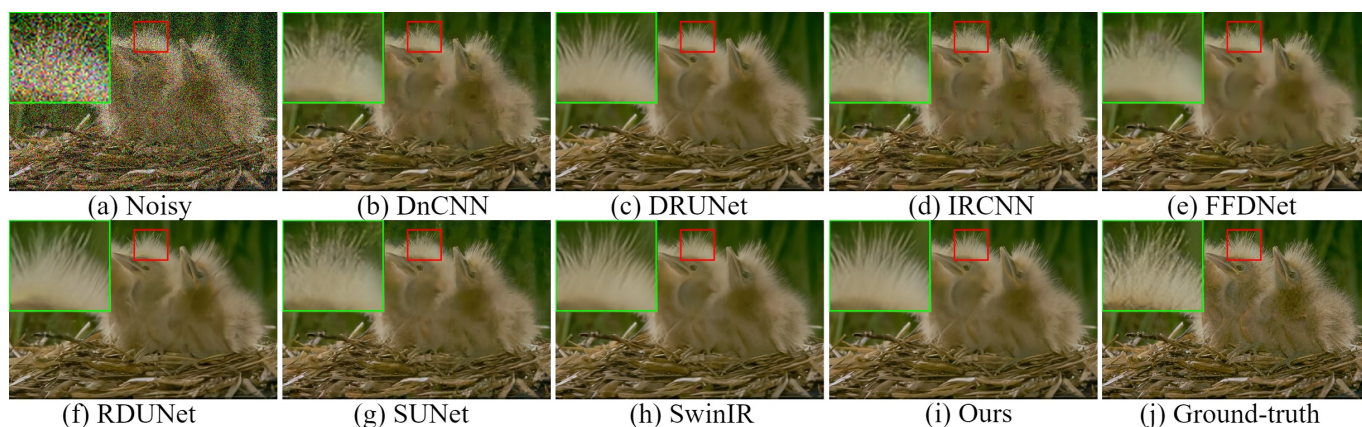 (a) Noisy (b) DnCNN (c) DRUNet (d) IRCNN (e) FFDNet
(f) RDUNet (g) SUNet (h) SwinIR (i) Ours (j) Ground-truth